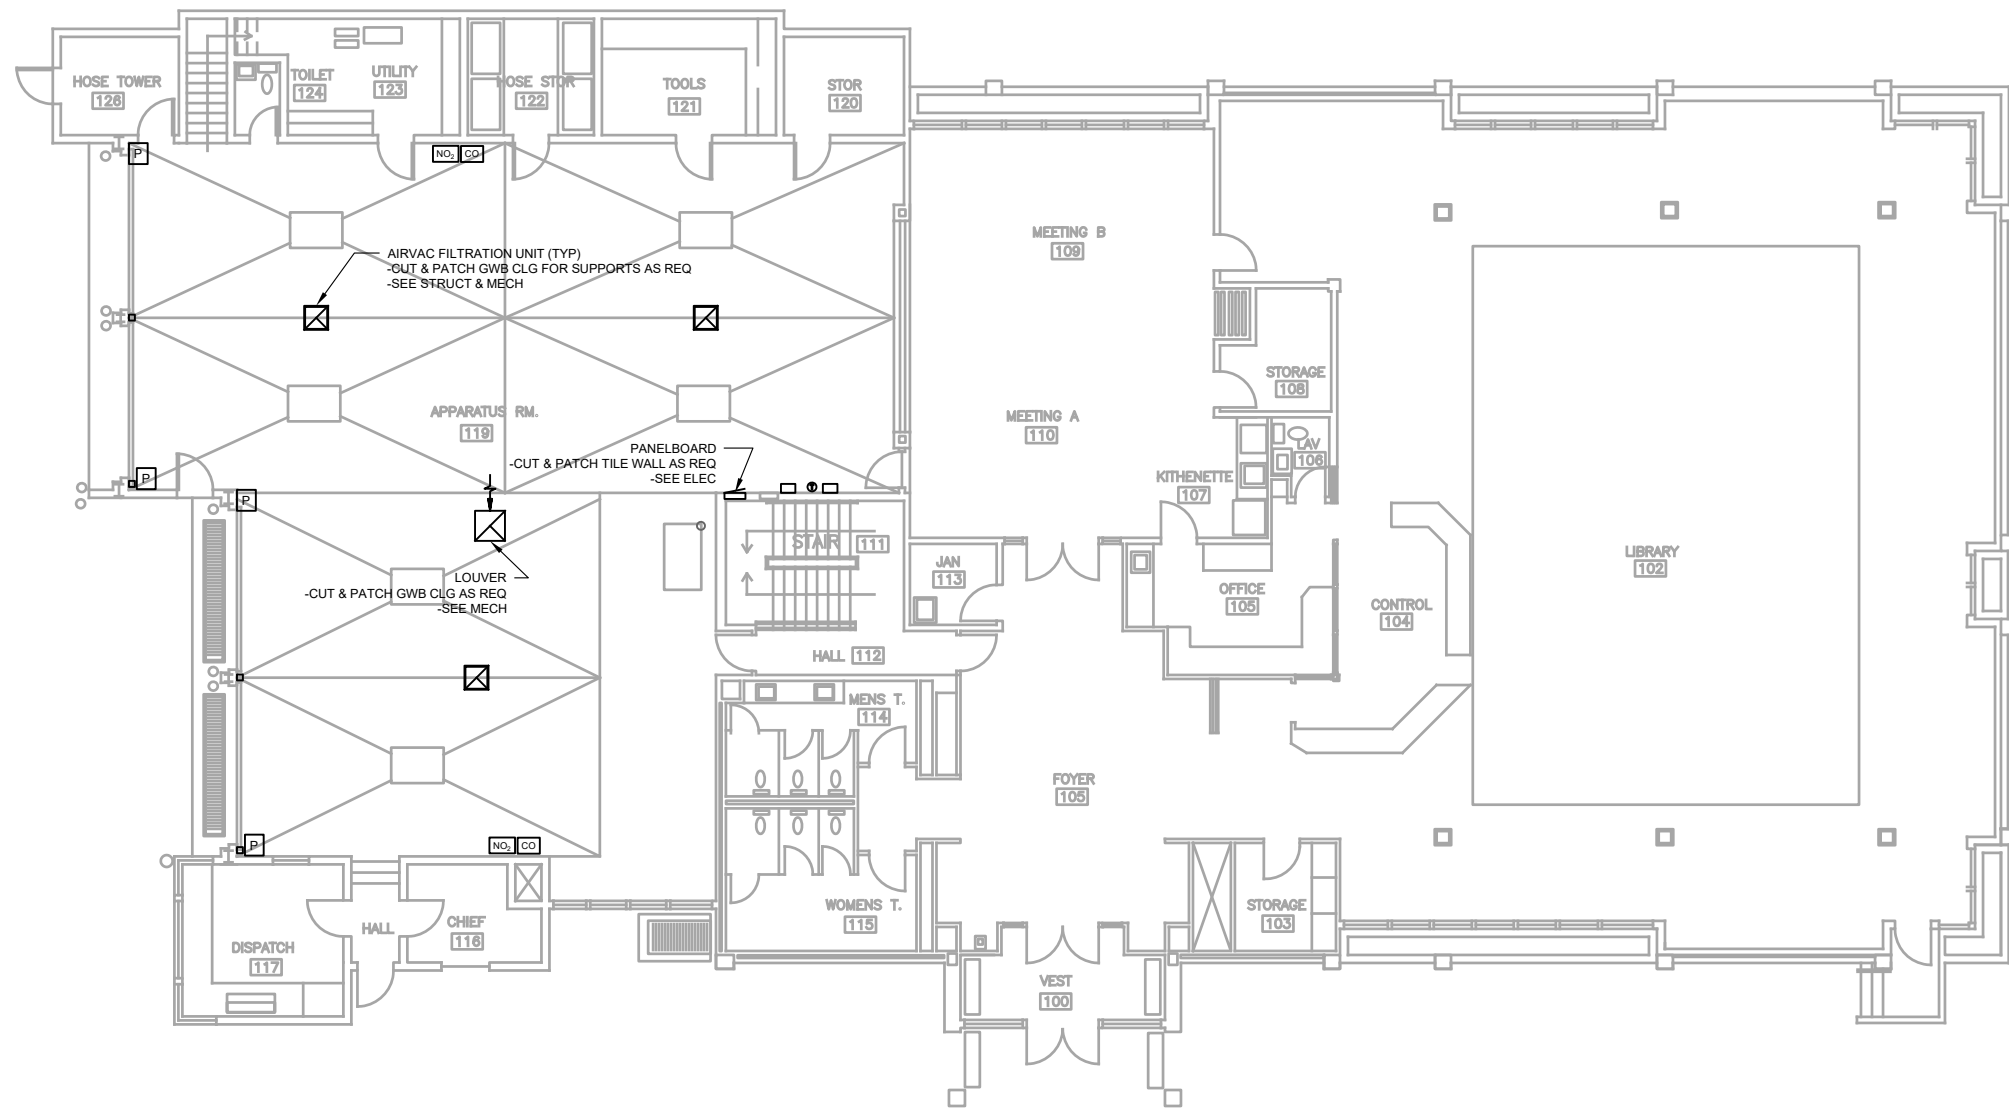 HOSE TOWER
126
TOILET
124
UTILITY
123
HOSE STOR
122
TOOLS
121
STOR
120
P
NO₂ CO
AIRVAC FILTRATION UNIT (TYP)
-CUT & PATCH GWB CLG FOR SUPPORTS AS REQ
-SEE STRUCT & MECH
MEETING B
109
STORAGE
108
APPARATUS RM.
119
MEETING A
110
PANELBOARD
-CUT & PATCH TILE WALL AS REQ
-SEE ELEC
LAV
106
KITHENETTE
107
P
P
STAIR 111
JAN
113
LIBRARY
102
LOUVER
-CUT & PATCH GWB CLG AS REQ
-SEE MECH
OFFICE
105
CONTROL
104
HALL 112
MENS T.
114
FOYER
105
P
NO₂ CO
WOMENS T.
115
STORAGE
103
CHIEF
116
HALL
DISPATCH
117
VEST
100